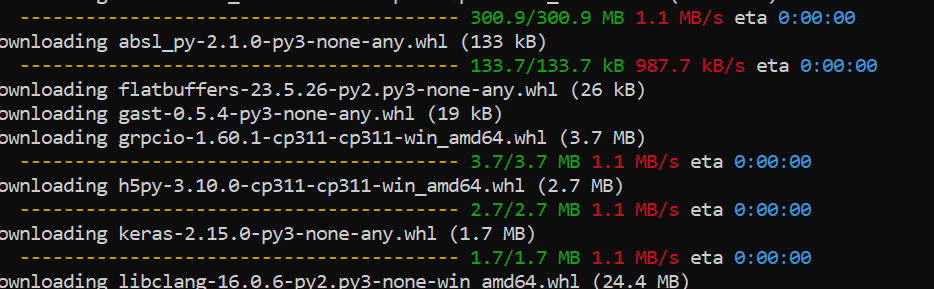 ---------------------------------------- 300.9/300.9 MB 1.1 MB/s eta 0:00:00
ownloading absl_py-2.1.0-py3-none-any.whl (133 kB)
---------------------------------------- 133.7/133.7 kB 987.7 kB/s eta 0:00:00
ownloading flatbuffers-23.5.26-py2.py3-none-any.whl (26 kB)
ownloading gast-0.5.4-py3-none-any.whl (19 kB)
ownloading grpcio-1.60.1-cp311-cp311-win_amd64.whl (3.7 MB)
---------------------------------------- 3.7/3.7 MB 1.1 MB/s eta 0:00:00
ownloading h5py-3.10.0-cp311-cp311-win_amd64.whl (2.7 MB)
---------------------------------------- 2.7/2.7 MB 1.1 MB/s eta 0:00:00
ownloading keras-2.15.0-py3-none-any.whl (1.7 MB)
---------------------------------------- 1.7/1.7 MB 1.1 MB/s eta 0:00:00
ownloading libclang-16.0.6-py2.py3-none-win_amd64.whl (24.4 MB)